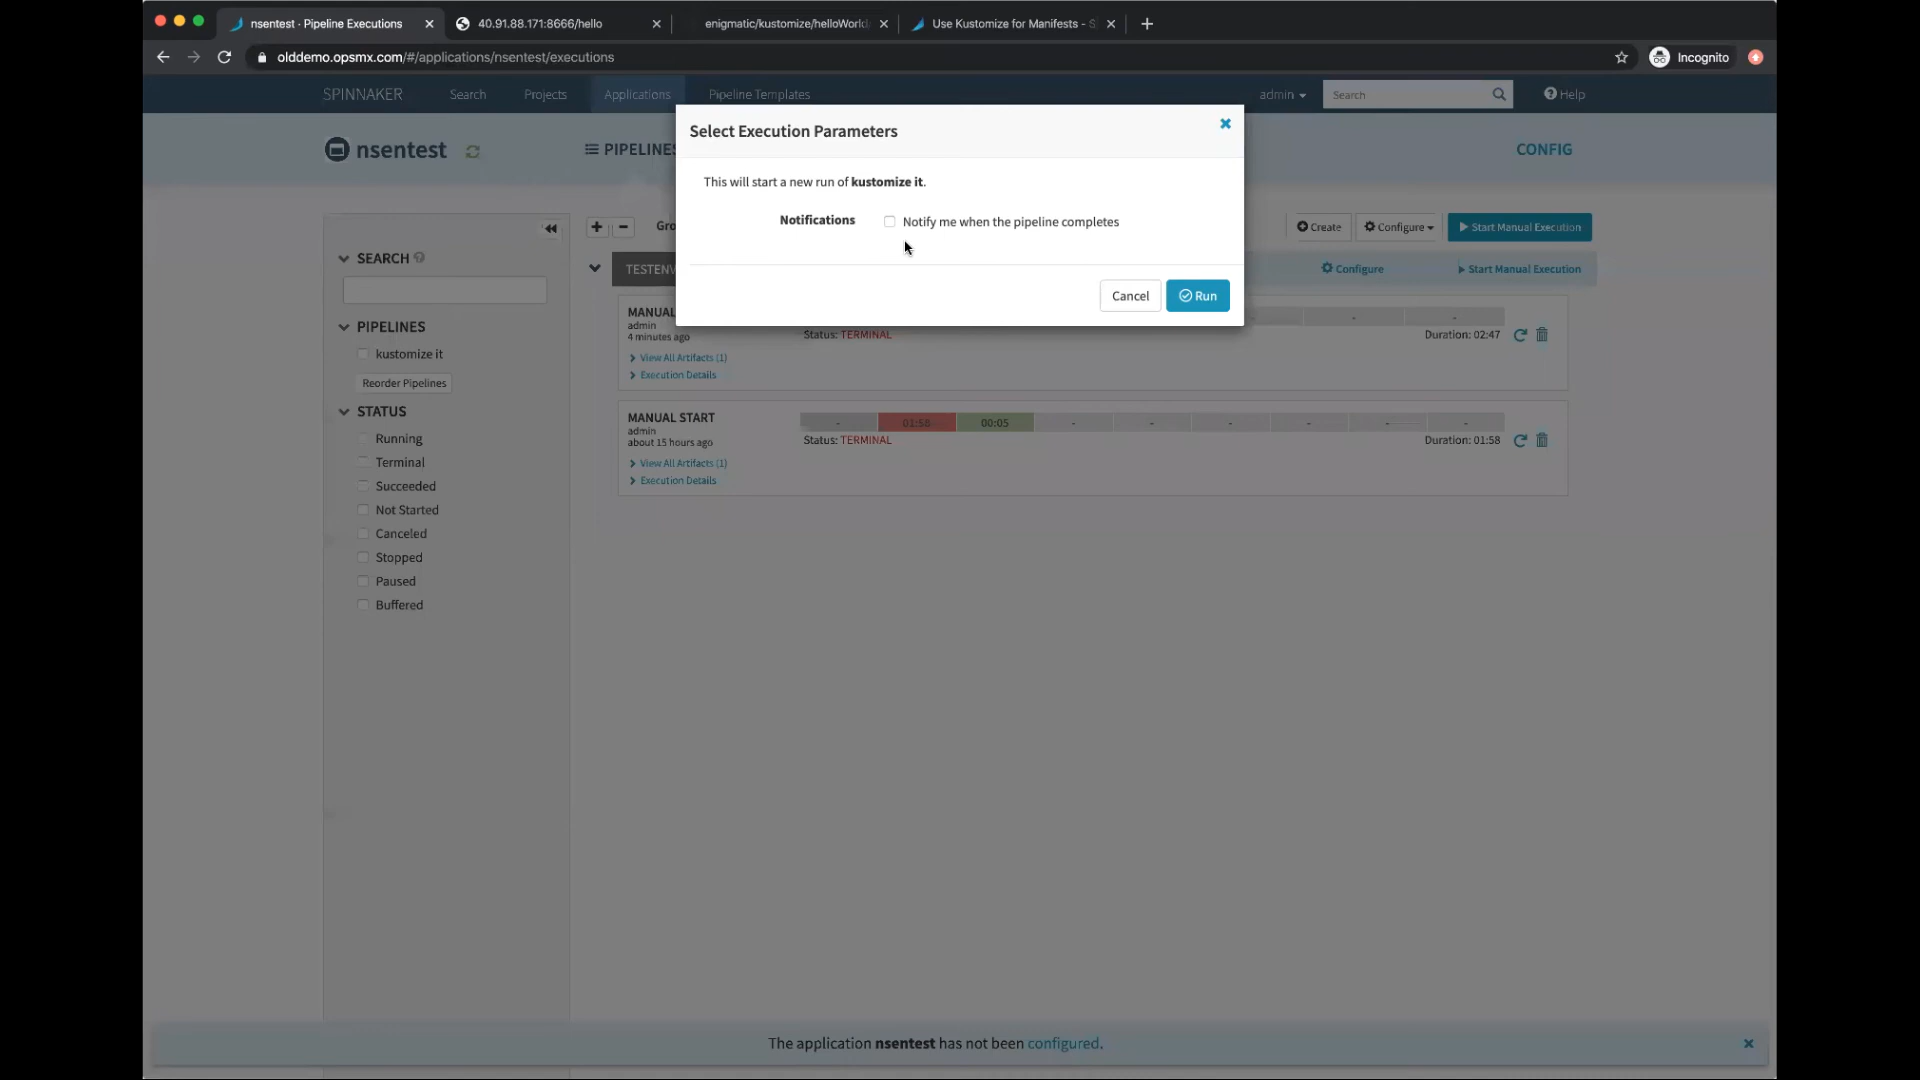 nsentest · Pipeline Executions
40.91.88.171:8666/hello
enigmatic/kustomize/helloWorld
Use Kustomize for Manifests - S
olddemo.opsmx.com/#/applications/nsentest/executions
Incognito
SPINNAKER
Search
Projects
Applications
Pipeline Templates
admin
Search
Help
nsentest
PIPELINES
CONFIG
Select Execution Parameters
This will start a new run of kustomize it.
Notifications
Notify me when the pipeline completes
Cancel
Run
SEARCH
PIPELINES
kustomize it
Reorder Pipelines
STATUS
Running
Terminal
Succeeded
Not Started
Canceled
Stopped
Paused
Buffered
Create
Configure
Start Manual Execution
Configure
Start Manual Execution
MANUAL
admin
4 minutes ago
Status: TERMINAL
Duration: 02:47
View All Artifacts (1)
Execution Details
MANUAL START
admin
about 15 hours ago
- 01:58 00:05 - - - - - -
Status: TERMINAL
Duration: 01:58
View All Artifacts (1)
Execution Details
The application nsentest has not been configured.